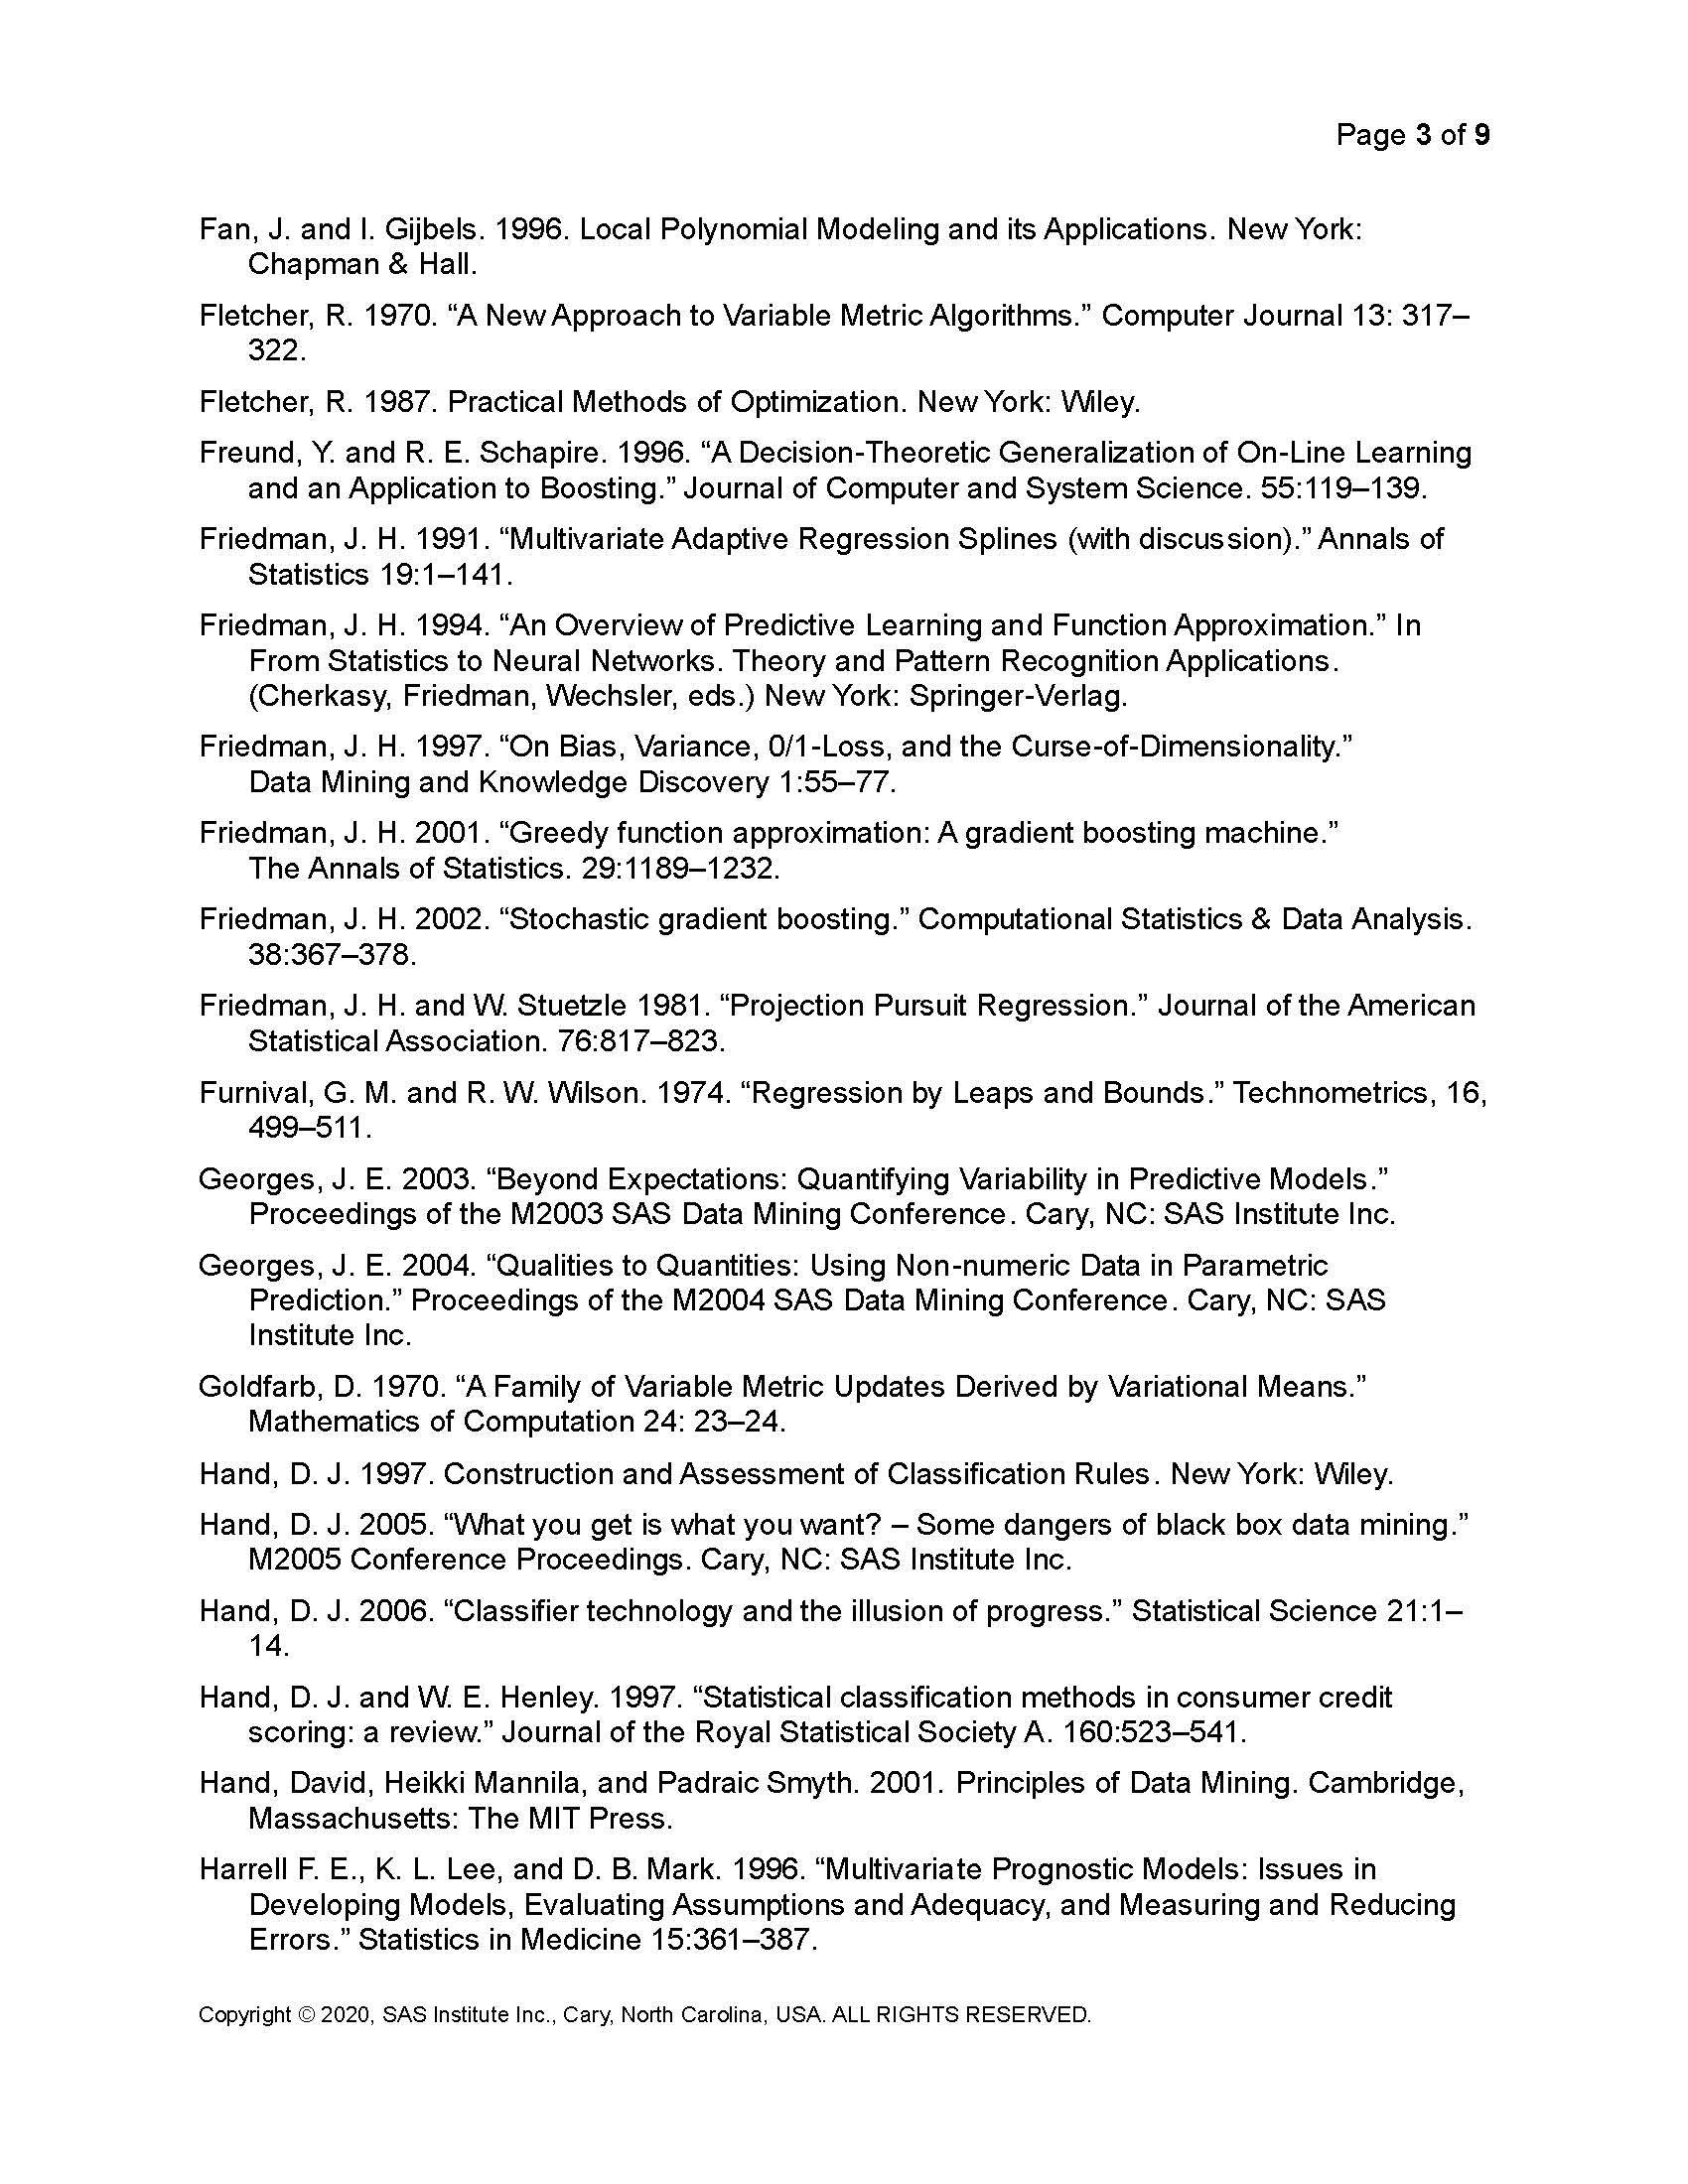 Page 3 of 9
Fan, J. and I. Gijbels. 1996. Local Polynomial Modeling and its Applications. New York:
Chapman & Hall.
Fletcher, R. 1970. “A New Approach to Variable Metric Algorithms.” Computer Journal 13: 317–
322.
Fletcher, R. 1987. Practical Methods of Optimization. New York: Wiley.
Freund, Y. and R. E. Schapire. 1996. “A Decision-Theoretic Generalization of On-Line Learning
and an Application to Boosting.” Journal of Computer and System Science. 55:119–139.
Friedman, J. H. 1991. “Multivariate Adaptive Regression Splines (with discussion).” Annals of
Statistics 19:1–141.
Friedman, J. H. 1994. “An Overview of Predictive Learning and Function Approximation.” In
From Statistics to Neural Networks. Theory and Pattern Recognition Applications.
(Cherkasy, Friedman, Wechsler, eds.) New York: Springer-Verlag.
Friedman, J. H. 1997. “On Bias, Variance, 0/1-Loss, and the Curse-of-Dimensionality.”
Data Mining and Knowledge Discovery 1:55–77.
Friedman, J. H. 2001. “Greedy function approximation: A gradient boosting machine.”
The Annals of Statistics. 29:1189–1232.
Friedman, J. H. 2002. “Stochastic gradient boosting.” Computational Statistics & Data Analysis.
38:367–378.
Friedman, J. H. and W. Stuetzle 1981. “Projection Pursuit Regression.” Journal of the American
Statistical Association. 76:817–823.
Furnival, G. M. and R. W. Wilson. 1974. “Regression by Leaps and Bounds.” Technometrics, 16,
499–511.
Georges, J. E. 2003. “Beyond Expectations: Quantifying Variability in Predictive Models.”
Proceedings of the M2003 SAS Data Mining Conference. Cary, NC: SAS Institute Inc.
Georges, J. E. 2004. “Qualities to Quantities: Using Non-numeric Data in Parametric
Prediction.” Proceedings of the M2004 SAS Data Mining Conference. Cary, NC: SAS
Institute Inc.
Goldfarb, D. 1970. “A Family of Variable Metric Updates Derived by Variational Means.”
Mathematics of Computation 24: 23–24.
Hand, D. J. 1997. Construction and Assessment of Classification Rules. New York: Wiley.
Hand, D. J. 2005. “What you get is what you want? – Some dangers of black box data mining.”
M2005 Conference Proceedings. Cary, NC: SAS Institute Inc.
Hand, D. J. 2006. “Classifier technology and the illusion of progress.” Statistical Science 21:1–
14.
Hand, D. J. and W. E. Henley. 1997. “Statistical classification methods in consumer credit
scoring: a review.” Journal of the Royal Statistical Society A. 160:523–541.
Hand, David, Heikki Mannila, and Padraic Smyth. 2001. Principles of Data Mining. Cambridge,
Massachusetts: The MIT Press.
Harrell F. E., K. L. Lee, and D. B. Mark. 1996. “Multivariate Prognostic Models: Issues in
Developing Models, Evaluating Assumptions and Adequacy, and Measuring and Reducing
Errors.” Statistics in Medicine 15:361–387.
Copyright © 2020, SAS Institute Inc., Cary, North Carolina, USA. ALL RIGHTS RESERVED.